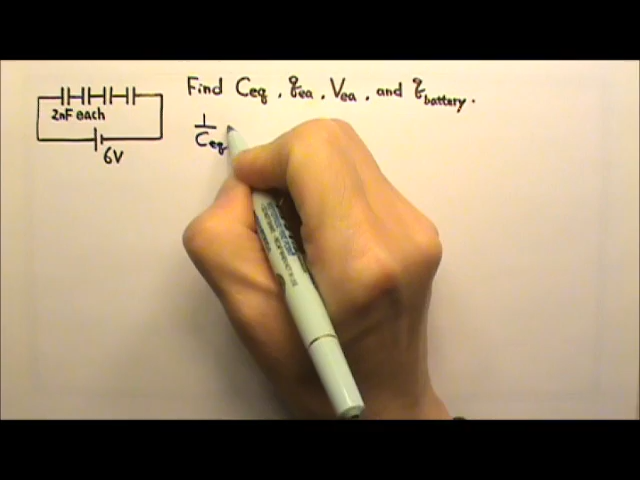 Find Ceq, qea, Vea, and qbattery.
2nF each
6V
1
Ceq